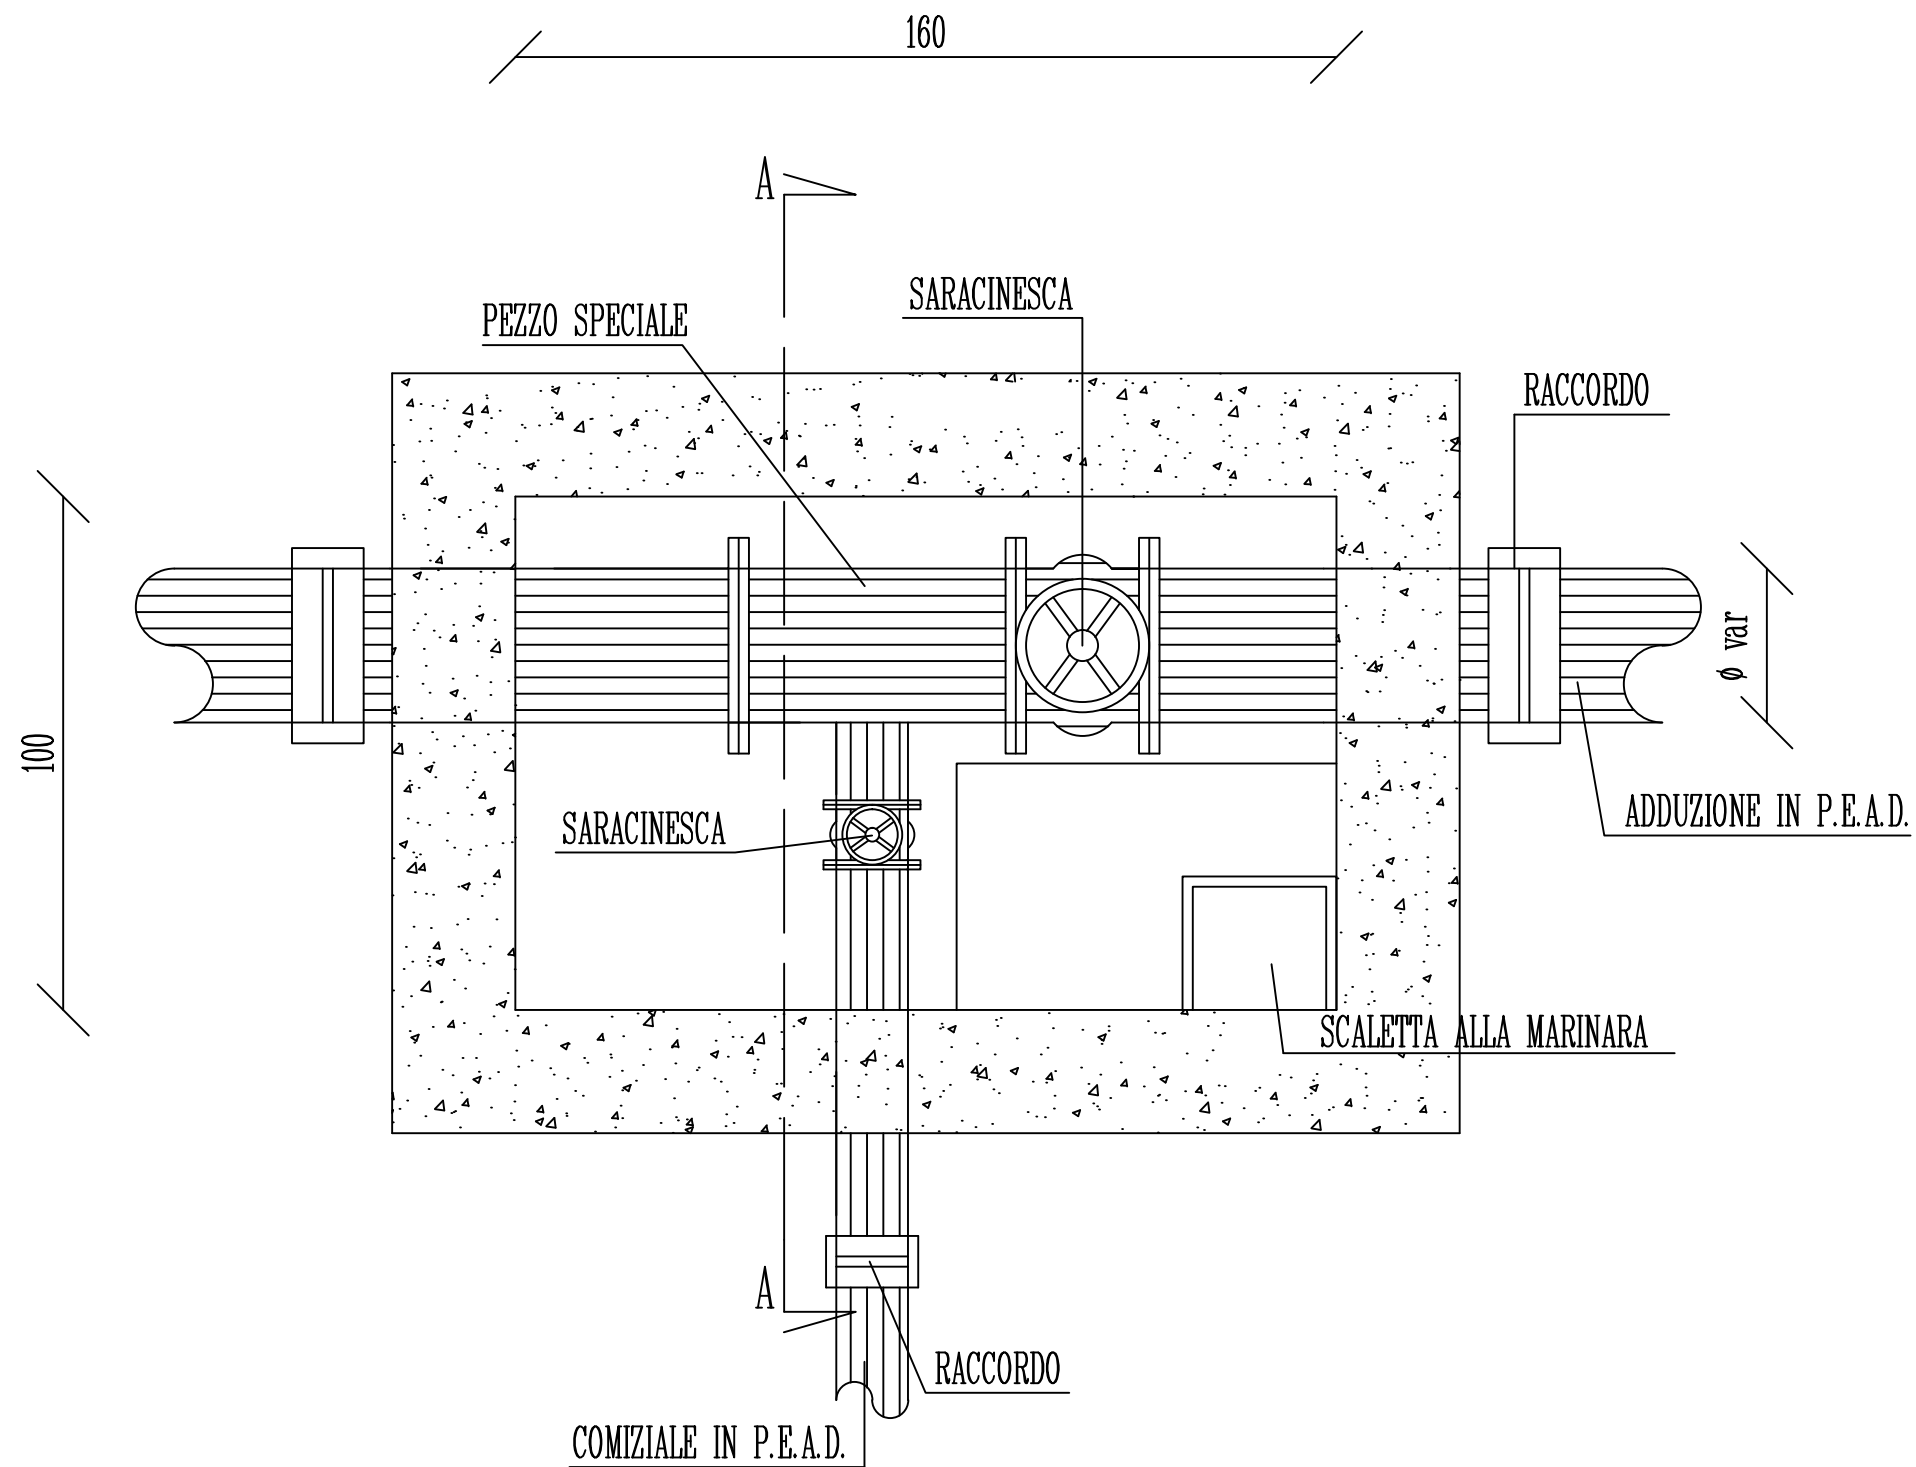 160
A
SARACINESCA
PEZZO SPECIALE
RACCORDO
ø var
100
ADDUZIONE IN P.E.A.D.
SARACINESCA
SCALETTA ALLA MARINARA
A
RACCORDO
COMIZIALE IN P.E.A.D.